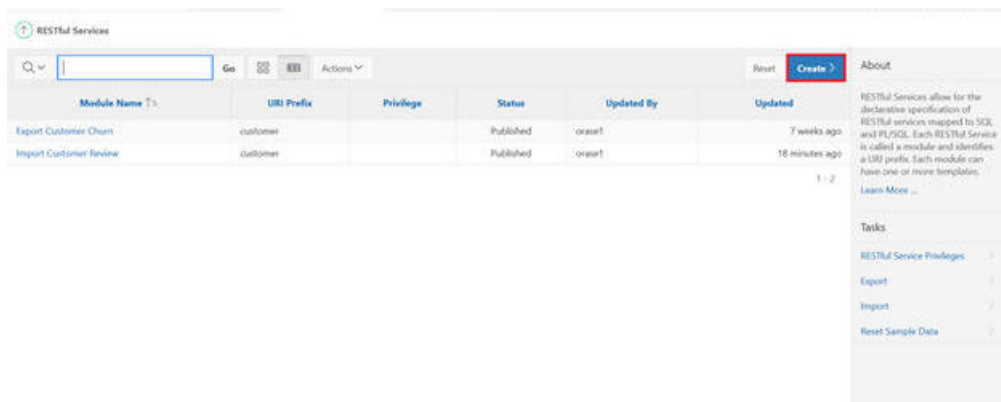 RESTful Services
Go Actions Reset Create >
Module Name URI Prefix Privilege Status Updated By Updated
Export Customer Churn customer Published orase1 7 weeks ago
Import Customer Review customer Published orase1 18 minutes ago
1 - 2
About
RESTful Services allow for the
declarative specification of
RESTful services mapped to SQL
and PL/SQL. Each RESTful Service
is called a module and identifies
a URI prefix. Each module can
have one or more templates.
Learn More ...
Tasks
RESTful Service Privileges
Export
Import
Reset Sample Data